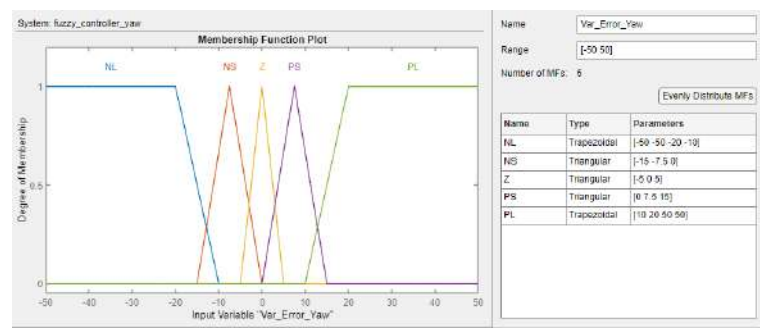 System: fuzzy_controller_yaw
Membership Function Plot
NL NS Z PS PL
1
0.5
0
Degree of Membership
-50 -40 -30 -20 -10 0 10 20 30 40 50
Input Variable "Var_Error_Yaw"
Name Var_Error_Yaw
Range [-50 50]
Number of MFs: 5
Evenly Distribute MFs
Name Type Parameters
NL Trapezoidal [-50 -50 -20 -10]
NS Triangular [-15 -7.5 0]
Z Triangular [-5 0 5]
PS Triangular [0 7.5 15]
PL Trapezoidal [10 20 50 50]